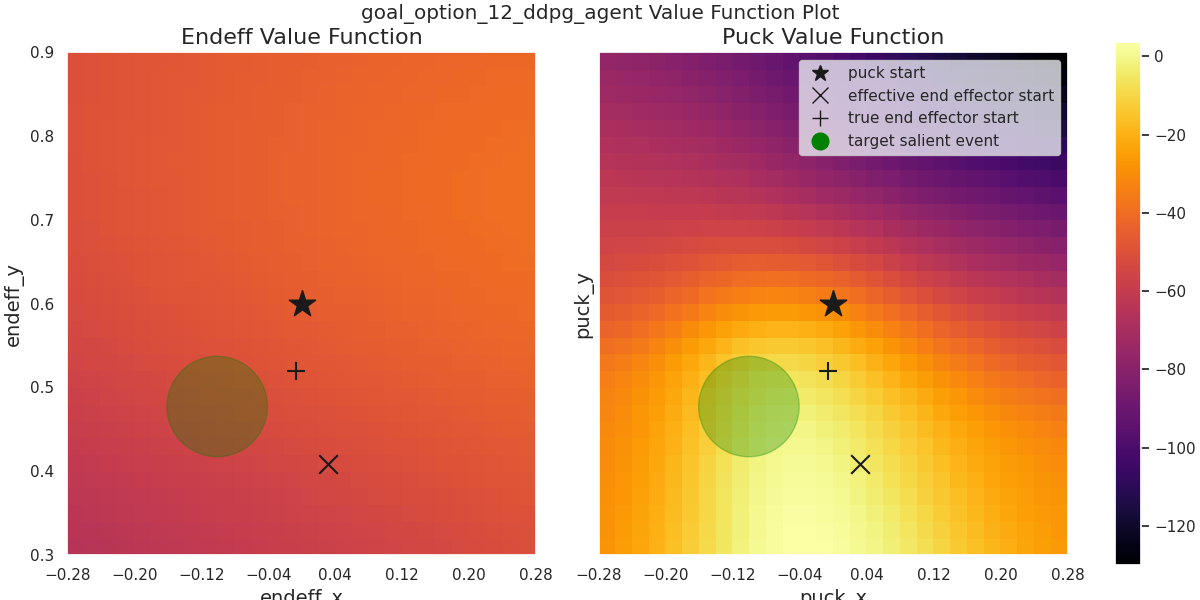 goal_option_12_ddpg_agent Value Function Plot
Endeff Value Function
0.9
0.8
0.7
0.6
0.5
0.4
0.3
endeff_y
−0.28 −0.20 −0.12 −0.04 0.04 0.12 0.20 0.28
endeff_x
Puck Value Function
puck start
effective end effector start
true end effector start
target salient event
puck_y
−0.28 −0.20 −0.12 −0.04 0.04 0.12 0.20 0.28
puck_x
0
−20
−40
−60
−80
−100
−120